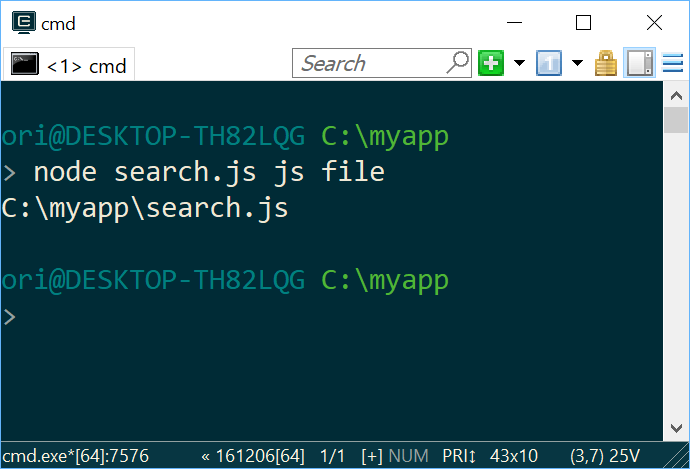 cmd
<1> cmd
Search
1
ori@DESKTOP-TH82LQG C:\myapp
> node search.js js file
C:\myapp\search.js
ori@DESKTOP-TH82LQG C:\myapp
>
cmd.exe*[64]:7576 « 161206[64] 1/1 [+] NUM PRI↕ 43x10 (3,7) 25V